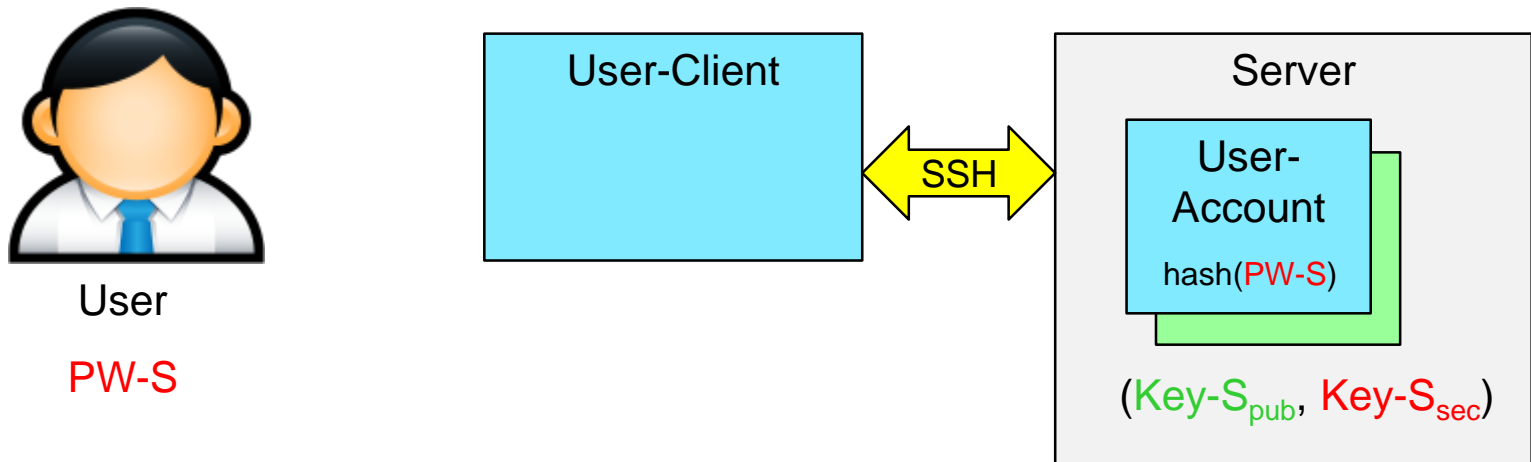 User
PW-S
User-Client
SSH
Server
User-
Account
hash(PW-S)
(Key-Spub, Key-Ssec)